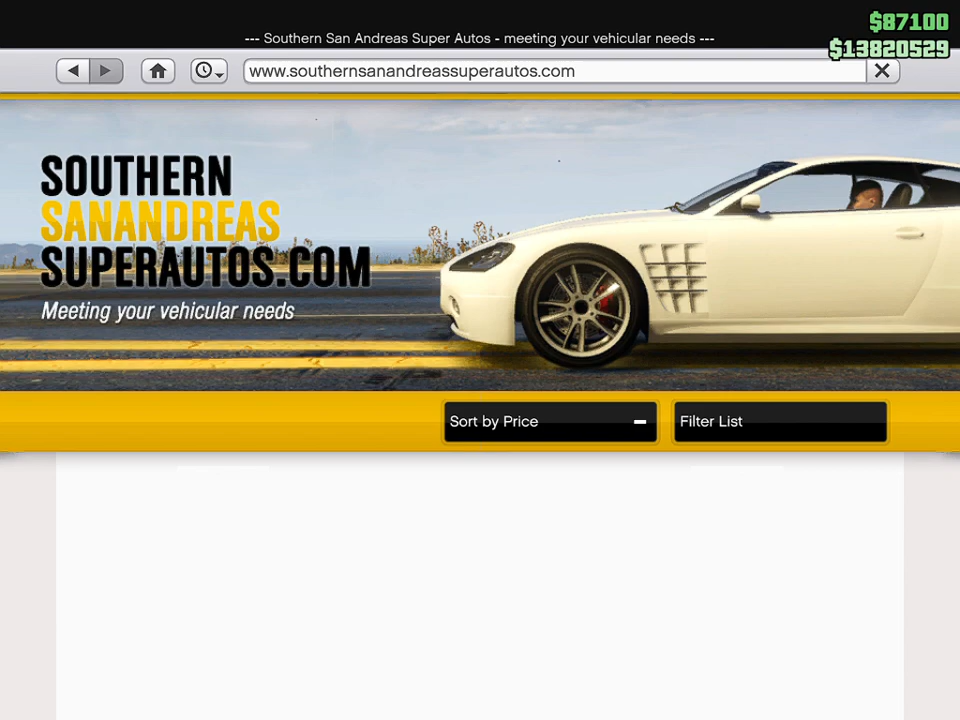 $87100
--- Southern San Andreas Super Autos - meeting your vehicular needs ---
$13820529
www.southernsanandreassuperautos.com
SOUTHERN
SANANDREAS
SUPERAUTOS.COM
Meeting your vehicular needs
Sort by Price
Filter List